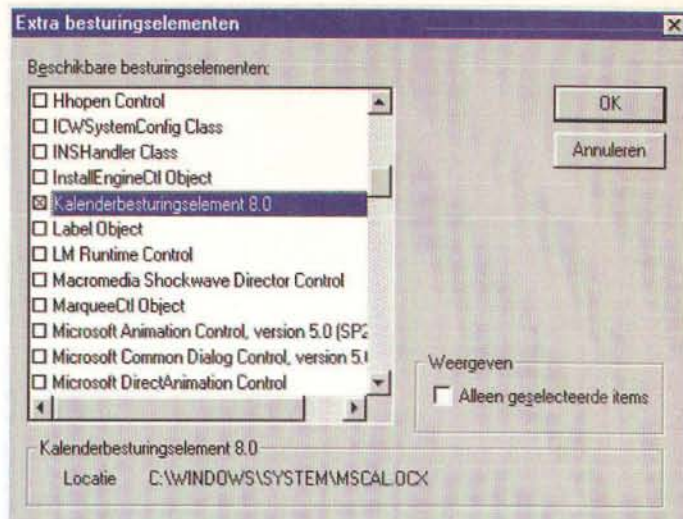 Extra besturingselementen
Beschikbare besturingselementen:
Hhopen Control
ICWSystemConfig Class
INSHandler Class
InstallEngineCtl Object
Kalenderbesturingselement 8.0
Label Object
LM Runtime Control
Macromedia Shockwave Director Control
MarqueeCtl Object
Microsoft Animation Control, version 5.0 (SP2
Microsoft Common Dialog Control, version 5.0
Microsoft DirectAnimation Control
OK
Annuleren
Weergeven
Alleen geselecteerde items
Kalenderbesturingselement 8.0
Locatie C:\WINDOWS\SYSTEM\MSCAL.OCX